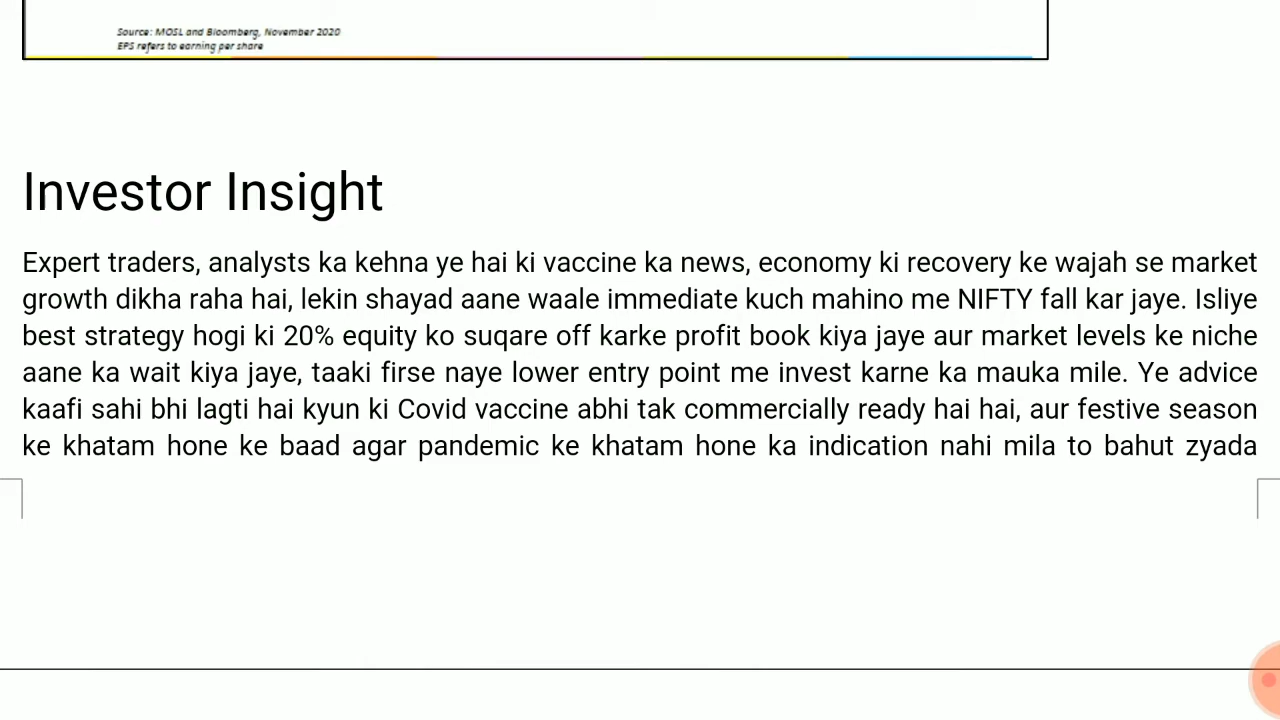 Source: MOSL and Bloomberg, November 2020
EPS refers to earning per share
Investor Insight
Expert traders, analysts ka kehna ye hai ki vaccine ka news, economy ki recovery ke wajah se market
growth dikha raha hai, lekin shayad aane waale immediate kuch mahino me NIFTY fall kar jaye. Isliye
best strategy hogi ki 20% equity ko suqare off karke profit book kiya jaye aur market levels ke niche
aane ka wait kiya jaye, taaki firse naye lower entry point me invest karne ka mauka mile. Ye advice
kaafi sahi bhi lagti hai kyun ki Covid vaccine abhi tak commercially ready hai hai, aur festive season
ke khatam hone ke baad agar pandemic ke khatam hone ka indication nahi mila to bahut zyada